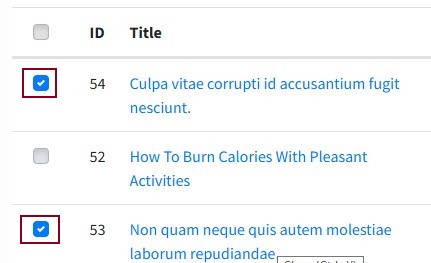 ID Title
54 Culpa vitae corrupti id accusantium fugit
nesciunt.
52 How To Burn Calories With Pleasant
Activities
53 Non quam neque quis autem molestiae
laborum repudiandae